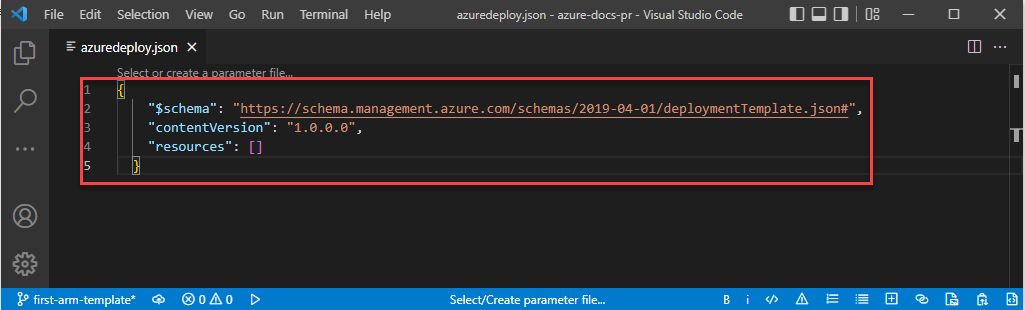 File Edit Selection View Go Run Terminal Help azuredeploy.json - azure-docs-pr - Visual Studio Code
azuredeploy.json
Select or create a parameter file...
1 {
2 "$schema": "https://schema.management.azure.com/schemas/2019-04-01/deploymentTemplate.json#",
3 "contentVersion": "1.0.0.0",
4 "resources": []
5 }
first-arm-template* 0 0 Select/Create parameter file... B i